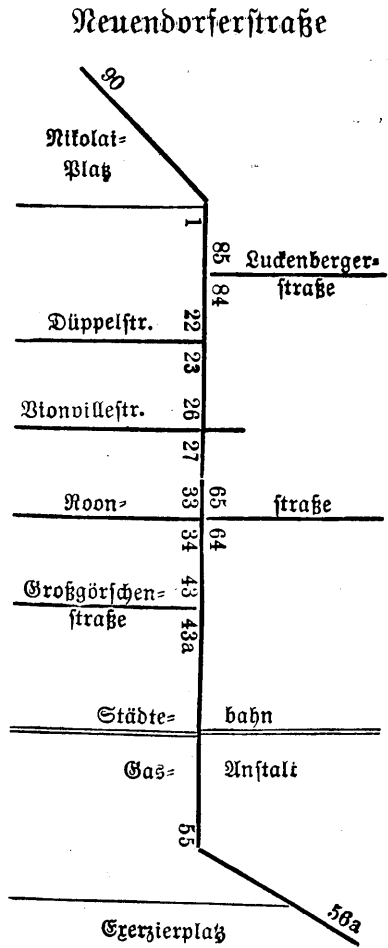 Neuendorferſtraße
90
Nikolai=
Platz
1
85
Luckenberger=
84
ſtraße
22
Düppelſtr.
23
26
Vionvilleſtr.
27
33
65
Roon=
ſtraße
34
64
43
Großgörſchen=
ſtraße
43a
Städte=
bahn
Gas=
Anſtalt
55
56a
Exerzierplatz